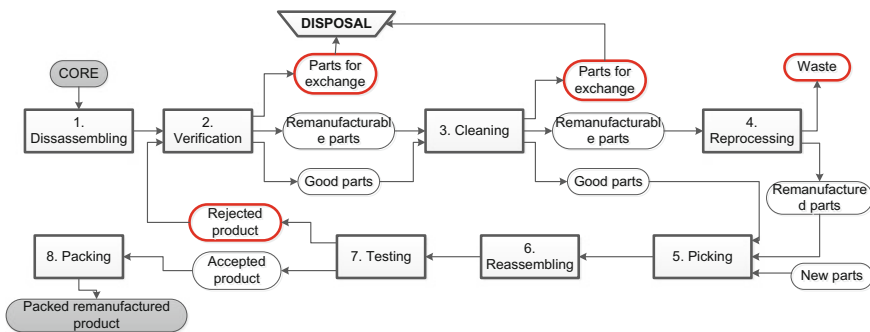 DISPOSAL
CORE
Parts for
exchange
Parts for
exchange
Waste
1.
Dissassembling
2.
Verification
Remanufacturabl
e parts
3. Cleaning
Remanufacturabl
e parts
4.
Reprocessing
Good parts
Good parts
Remanufacture
d parts
Rejected
product
8. Packing
Accepted
product
7. Testing
6.
Reassembling
5. Picking
New parts
Packed remanufactured
product